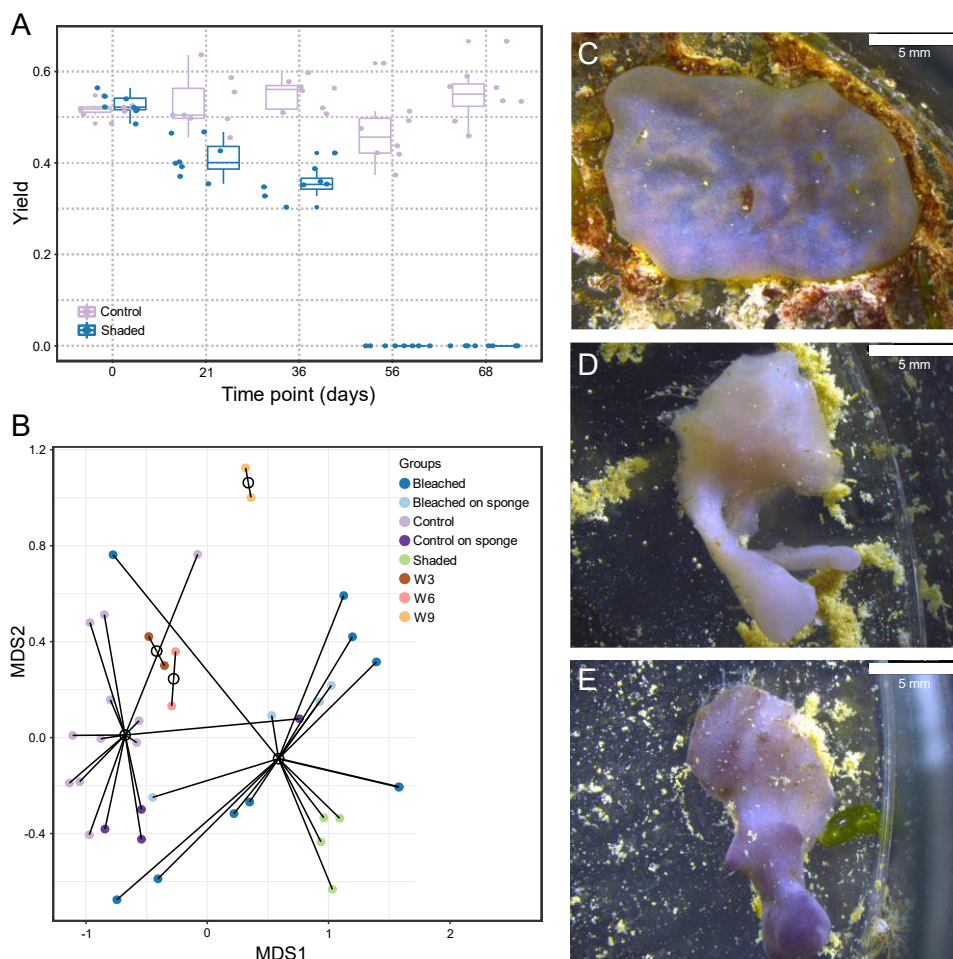 A
Yield
0.6
0.4
0.2
0.0
Control
Shaded
0
21
36
56
68
Time point (days)
B
MDS2
1.2
0.8
0.4
0.0
-0.4
Groups
Bleached
Bleached on sponge
Control
Control on sponge
Shaded
W3
W6
W9
-1
0
1
2
MDS1
C
5 mm
D
5 mm
E
5 mm